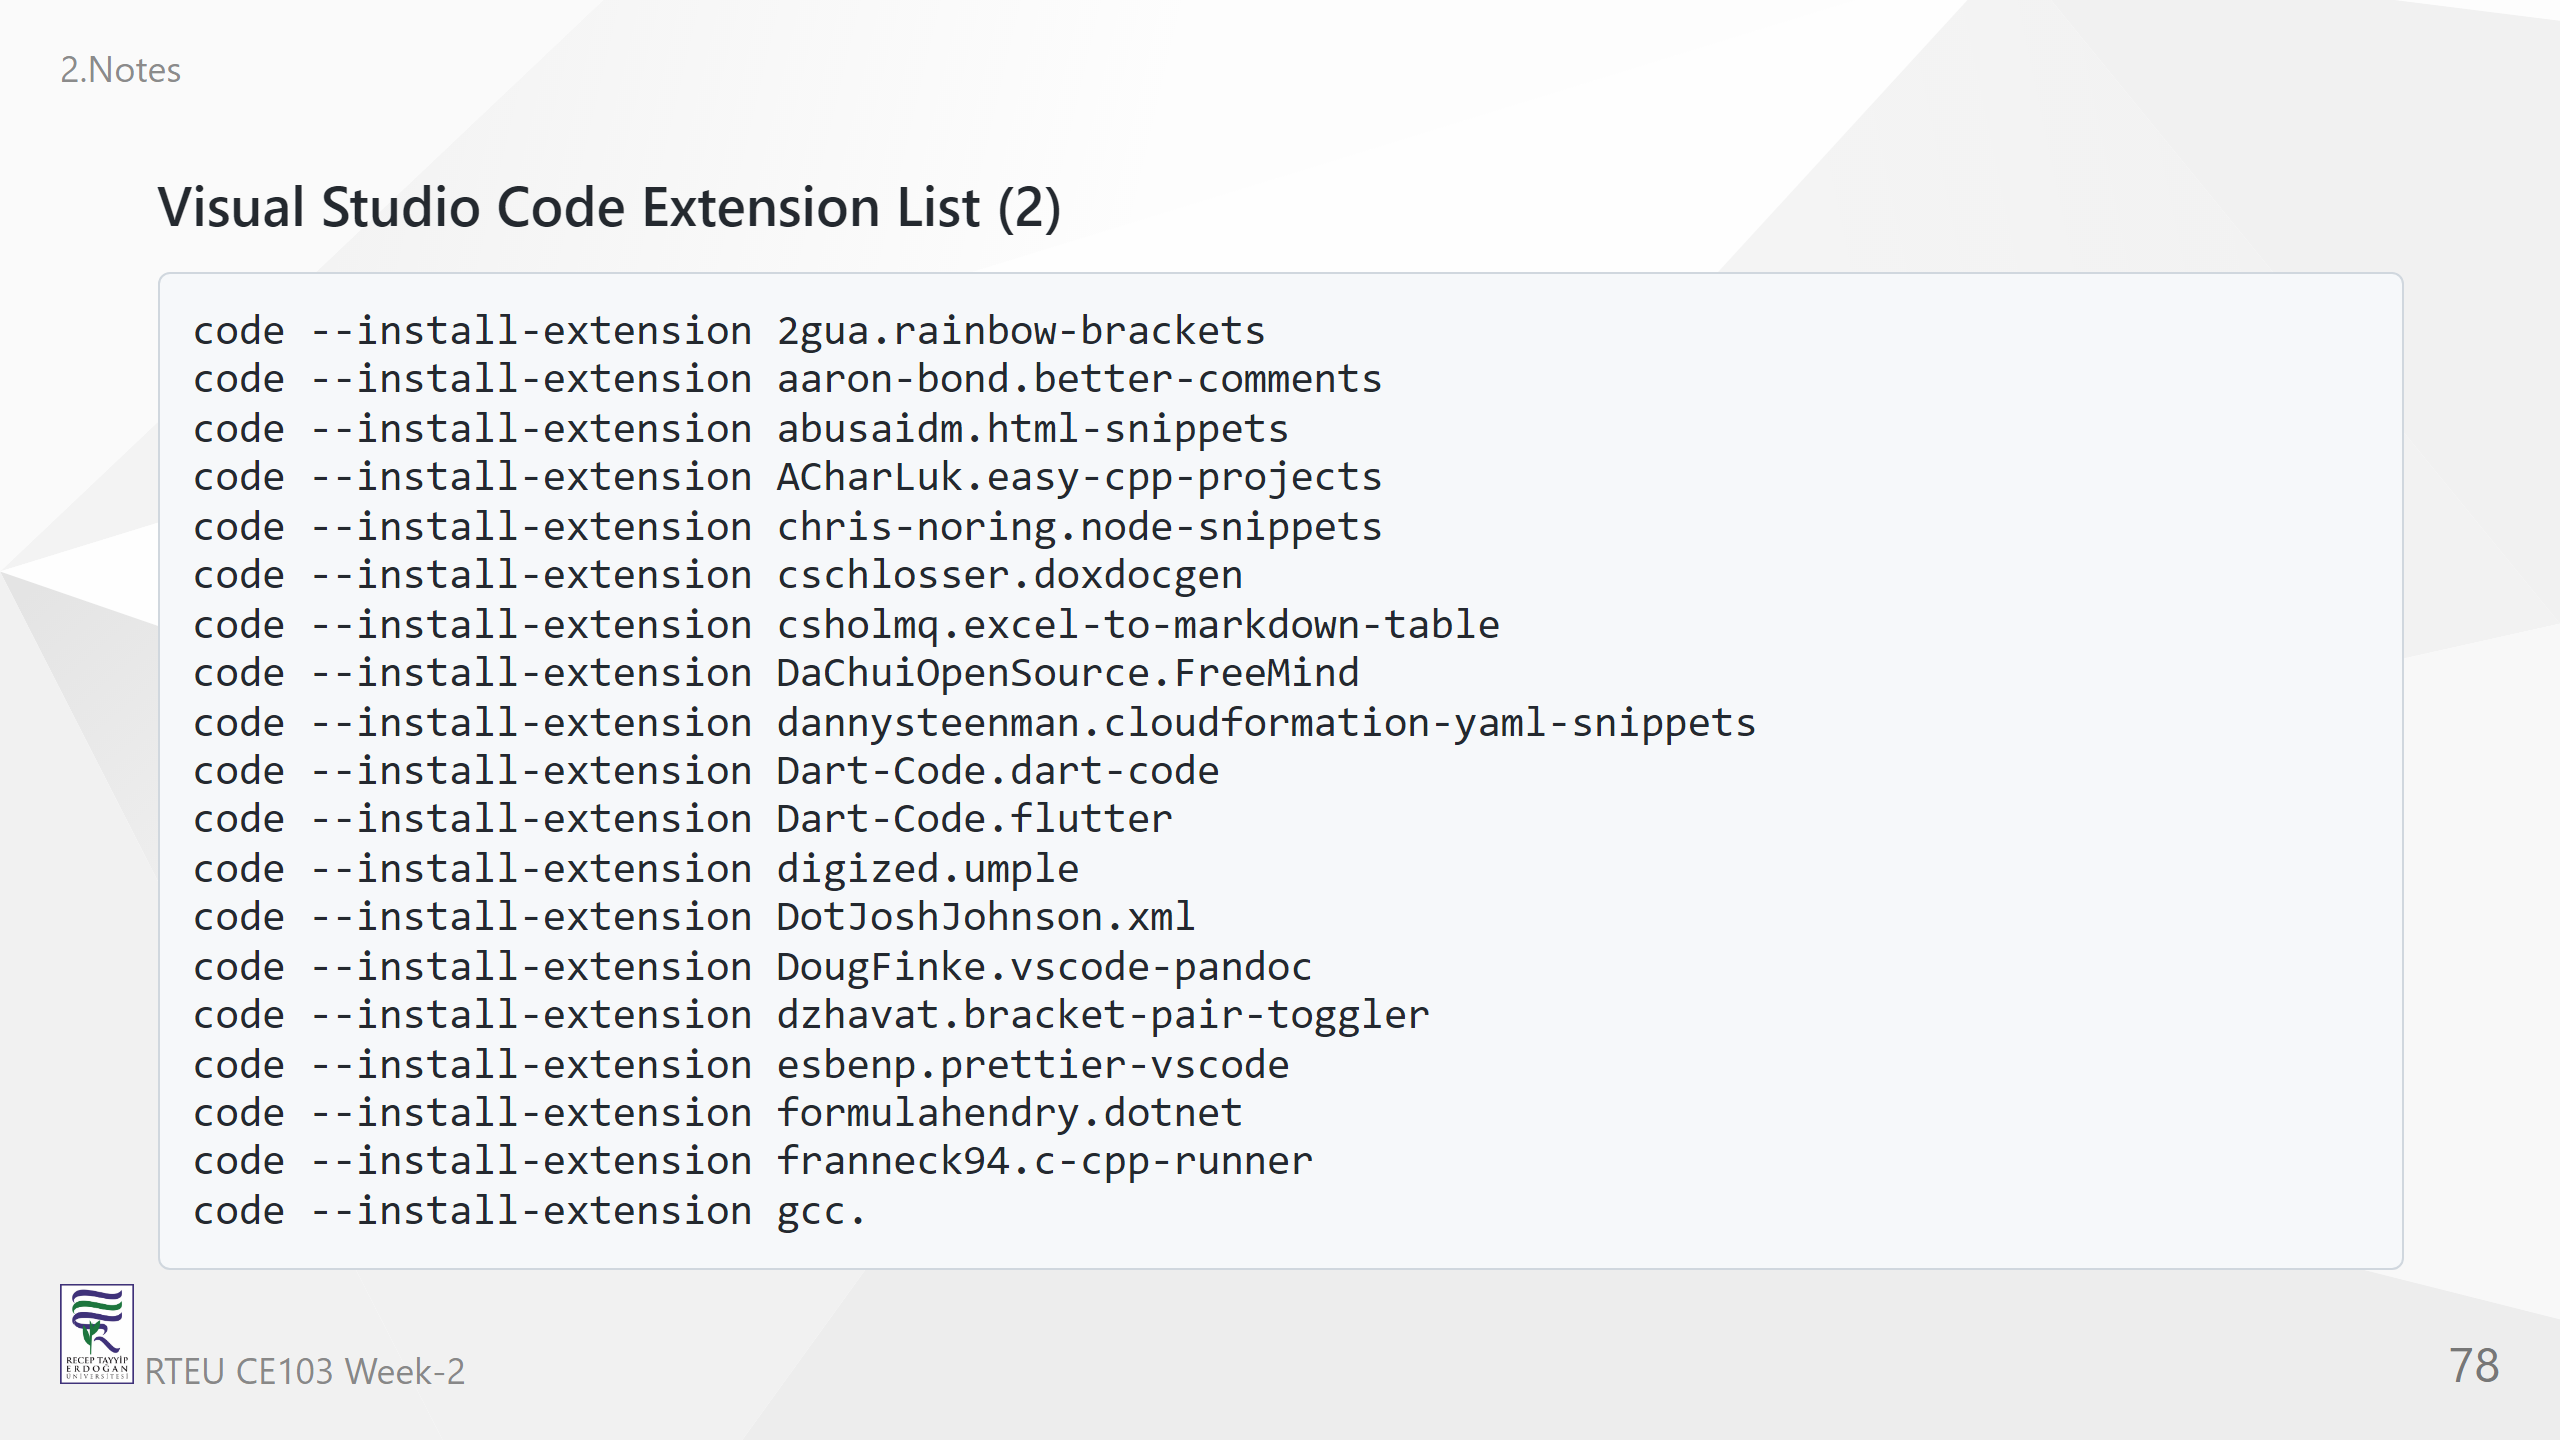 2.Notes
Visual Studio Code Extension List (2)
code --install-extension 2gua.rainbow-brackets
code --install-extension aaron-bond.better-comments
code --install-extension abusaidm.html-snippets
code --install-extension ACharLuk.easy-cpp-projects
code --install-extension chris-noring.node-snippets
code --install-extension cschlosser.doxdocgen
code --install-extension csholmq.excel-to-markdown-table
code --install-extension DaChuiOpenSource.FreeMind
code --install-extension dannysteenman.cloudformation-yaml-snippets
code --install-extension Dart-Code.dart-code
code --install-extension Dart-Code.flutter
code --install-extension digized.umple
code --install-extension DotJoshJohnson.xml
code --install-extension DougFinke.vscode-pandoc
code --install-extension dzhavat.bracket-pair-toggler
code --install-extension esbenp.prettier-vscode
code --install-extension formulahendry.dotnet
code --install-extension franneck94.c-cpp-runner
code --install-extension gcc.
RECEP TAYYİP
ERDOĞAN
ÜNİVERSİTESİ
RTEU CE103 Week-2
78